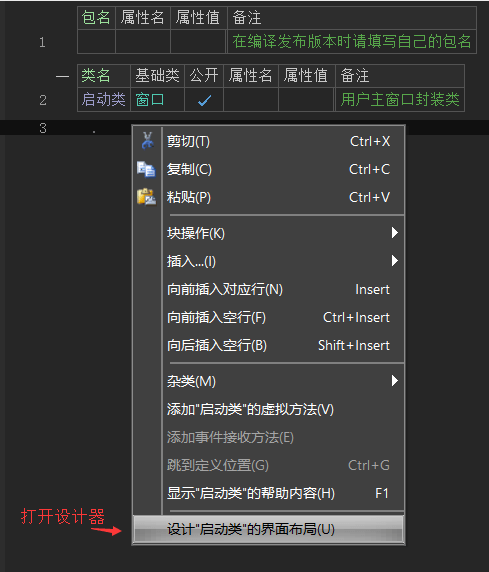 包名 属性名 属性值 备注
1 在编译发布版本时请填写自己的包名
类名 基础类 公开 属性名 属性值 备注
2 启动类 窗口 用户主窗口封装类
3
剪切(T) Ctrl+X
复制(C) Ctrl+C
粘贴(P) Ctrl+V
块操作(K)
插入...(I)
向前插入对应行(N) Insert
向前插入空行(F) Ctrl+Insert
向后插入空行(B) Shift+Insert
杂类(M)
添加"启动类"的虚拟方法(V)
添加事件接收方法(E)
跳到定义位置(G) Ctrl+G
显示"启动类"的帮助内容(H) F1
打开设计器
设计"启动类"的界面布局(U)